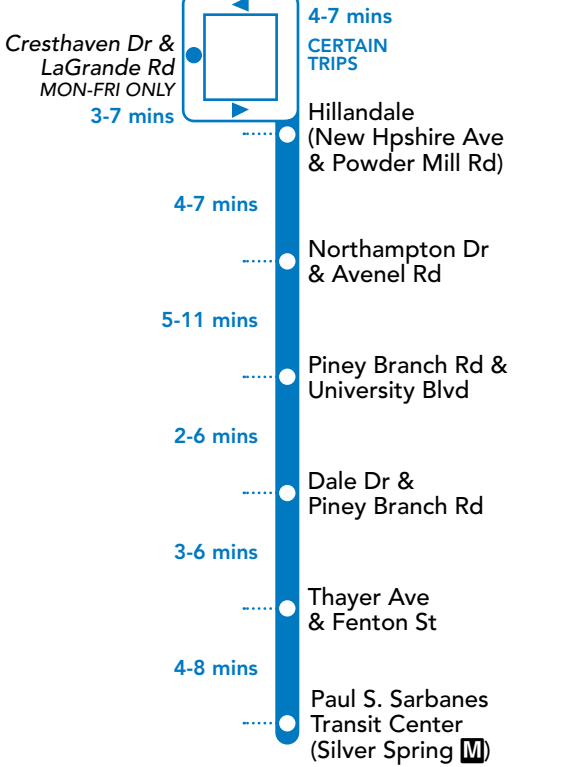 4-7 mins
CERTAIN
TRIPS
Cresthaven Dr &
LaGrande Rd
MON-FRI ONLY
3-7 mins
Hillandale
(New Hpshire Ave
& Powder Mill Rd)
4-7 mins
Northampton Dr
& Avenel Rd
5-11 mins
Piney Branch Rd &
University Blvd
2-6 mins
Dale Dr &
Piney Branch Rd
3-6 mins
Thayer Ave
& Fenton St
4-8 mins
Paul S. Sarbanes
Transit Center
(Silver Spring M)